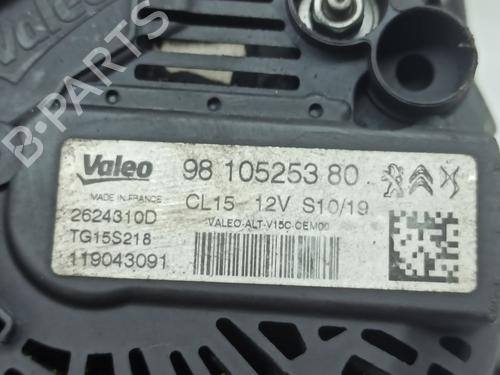 Valeo
B-PARTS
Valeo 98 105253 80
MADE IN FRANCE CL15 12V S10/19
2624310D VALEO-ALT-V15C-OEM00
TG15S218
119043091